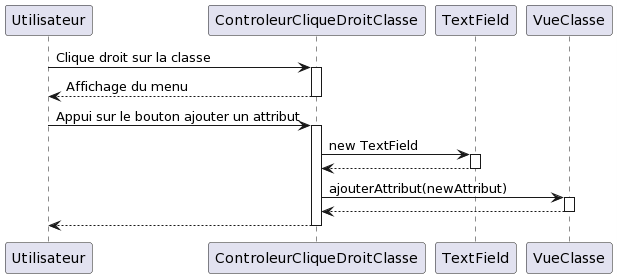 Utilisateur ControleurCliqueDroitClasse TextField VueClasse
Clique droit sur la classe
Affichage du menu
Appui sur le bouton ajouter un attribut
new TextField
ajouterAttribut(newAttribut)
Utilisateur ControleurCliqueDroitClasse TextField VueClasse